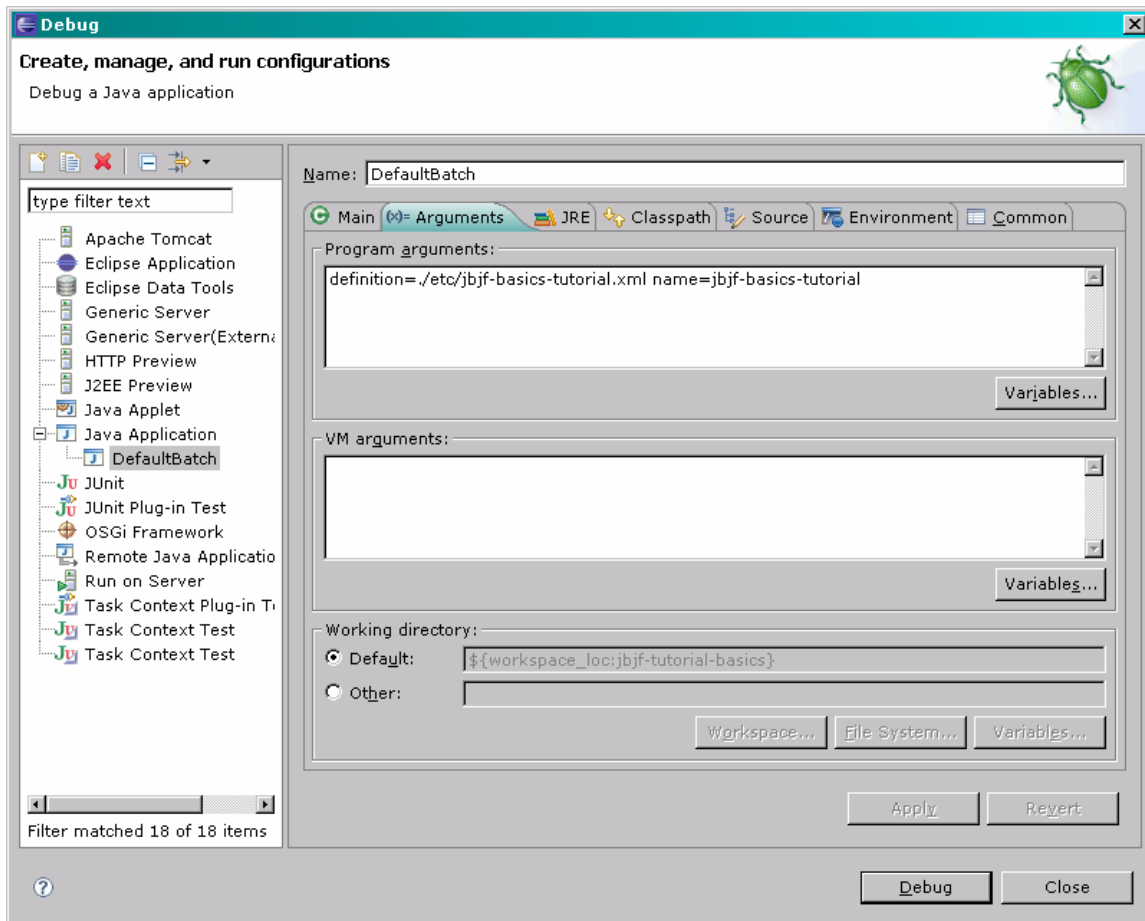 Debug
Create, manage, and run configurations
Debug a Java application
type filter text
Apache Tomcat
Eclipse Application
Eclipse Data Tools
Generic Server
Generic Server(Externa
HTTP Preview
J2EE Preview
Java Applet
Java Application
DefaultBatch
JUnit
JUnit Plug-in Test
OSGi Framework
Remote Java Applicatio
Run on Server
Task Context Plug-in T
Task Context Test
Task Context Test
Filter matched 18 of 18 items
Name: DefaultBatch
Main (x)= Arguments JRE Classpath Source Environment Common
Program arguments:
definition=./etc/jbjf-basics-tutorial.xml name=jbjf-basics-tutorial
Variables...
VM arguments:
Variables...
Working directory:
Default: ${workspace_loc:jbjf-tutorial-basics}
Other:
Workspace... File System... Variables...
Apply Revert
Debug Close